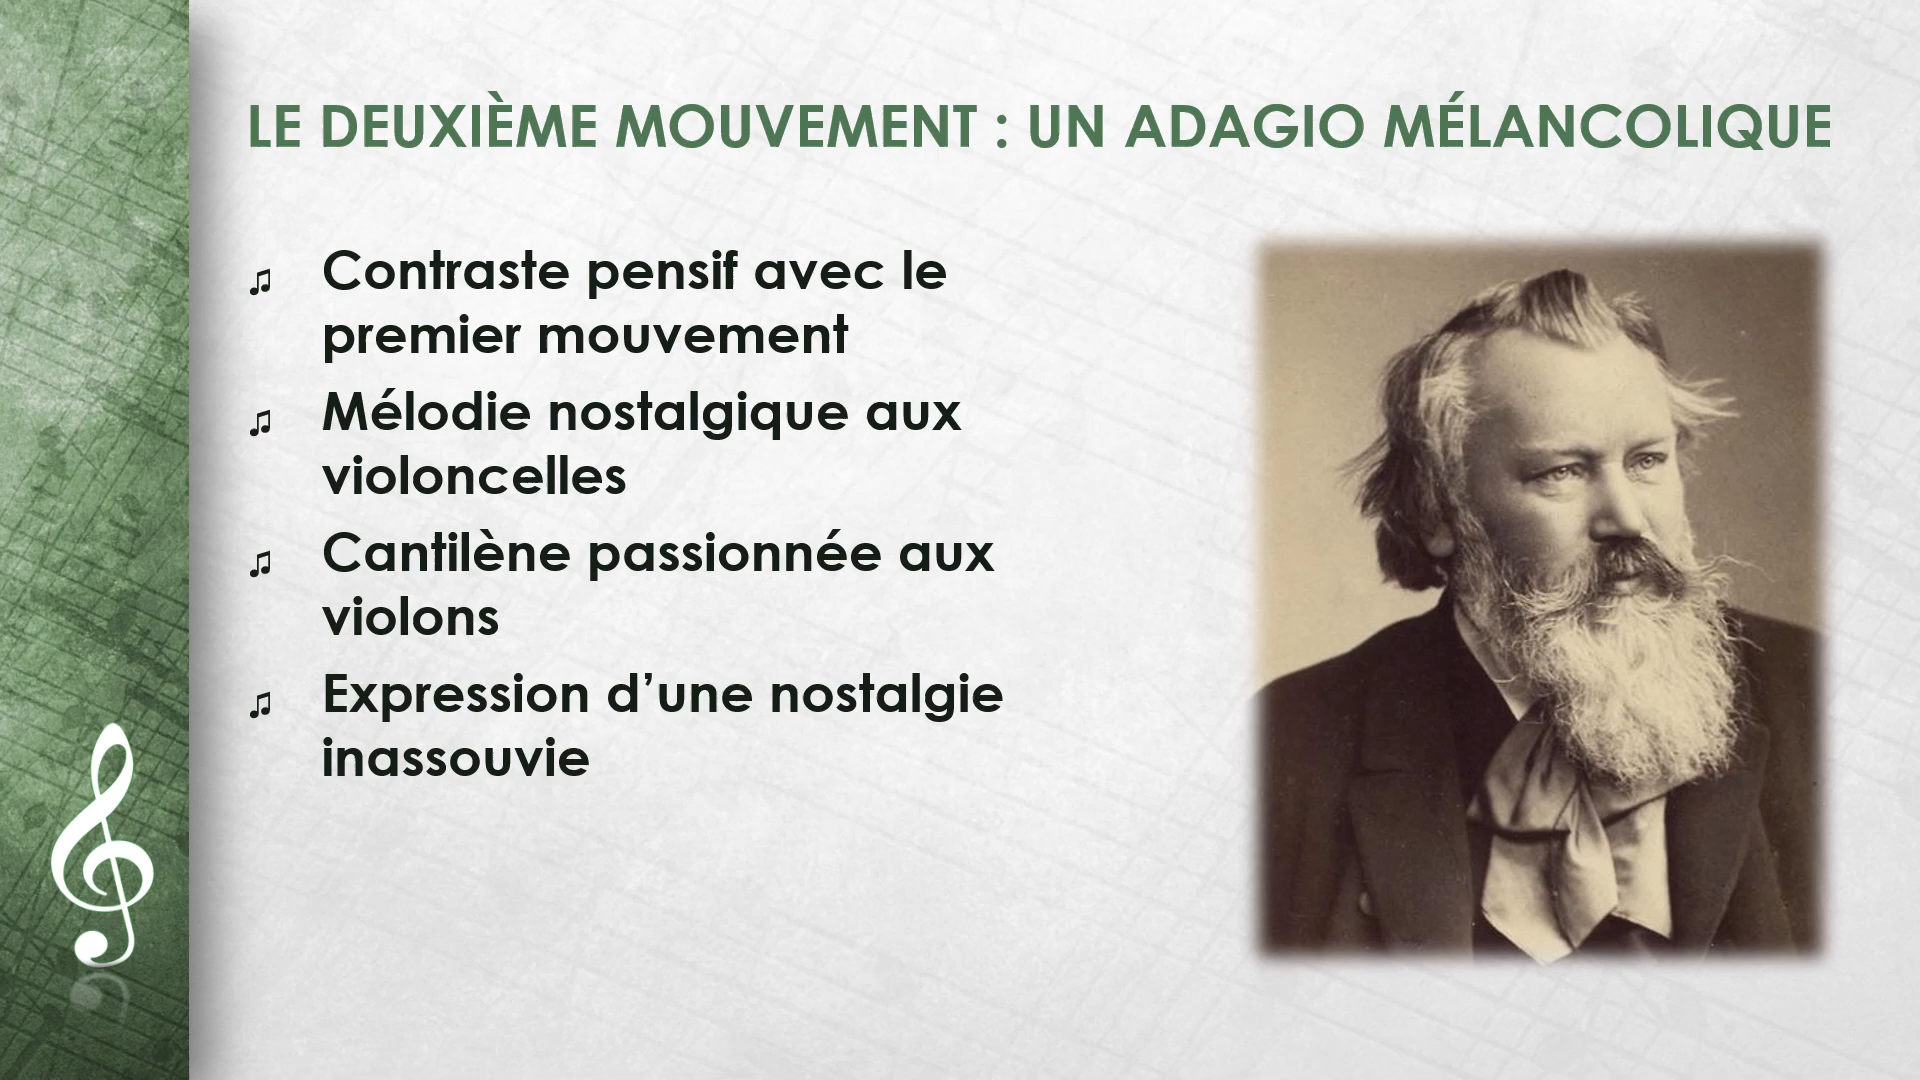 LE DEUXIÈME MOUVEMENT : UN ADAGIO MÉLANCOLIQUE
♫ Contraste pensif avec le
premier mouvement
♫ Mélodie nostalgique aux
violoncelles
♫ Cantilène passionnée aux
violons
♫ Expression d’une nostalgie
inassouvie